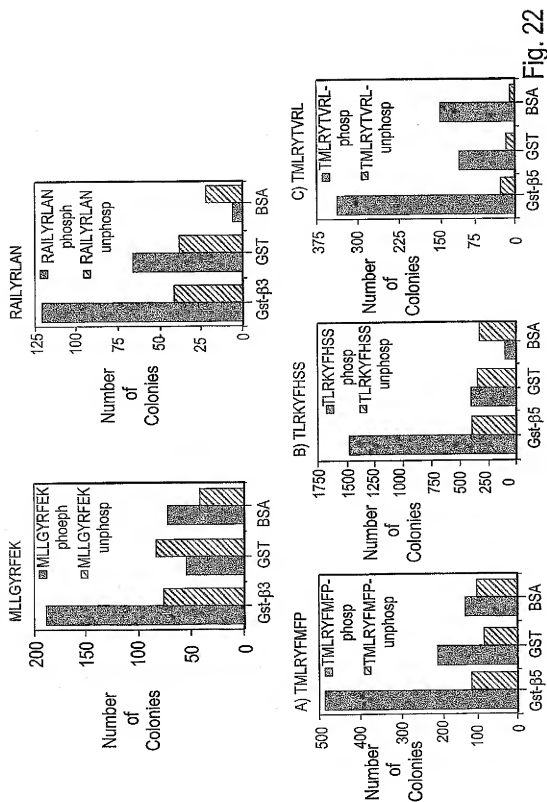 MLLGYRFEK
Number
of
Colonies
200
150
100
50
0
MLLGYRFEK
phoeph
MLLGYRFEK
unphosp
Gst-β3
GST
BSA
RAILYRLAN
Number
of
Colonies
125
100
75
50
25
0
RAILYRLAN
phosph
RAILYRLAN
unphosp
Gst-β3
GST
BSA
A) TMLRYFMFP
Number
of
Colonies
500
400
300
200
100
0
TMLRYFMFP-
phosp
TMLRYFMFP-
unphosp
Gst-β5
GST
BSA
B) TLRKYFHSS
Number
of
Colonies
1750
1500
1250
1000
750
500
250
0
TLRKYFHSS
phosp
TLRKYFHSS
unphosp
Gst-β5
GST
BSA
C) TMLRYTVRL
Number
of
Colonies
375
300
225
150
75
0
TMLRYTVRL-
phosp
TMLRYTVRL-
unphosp
Gst-β5
GST
BSA
Fig. 22